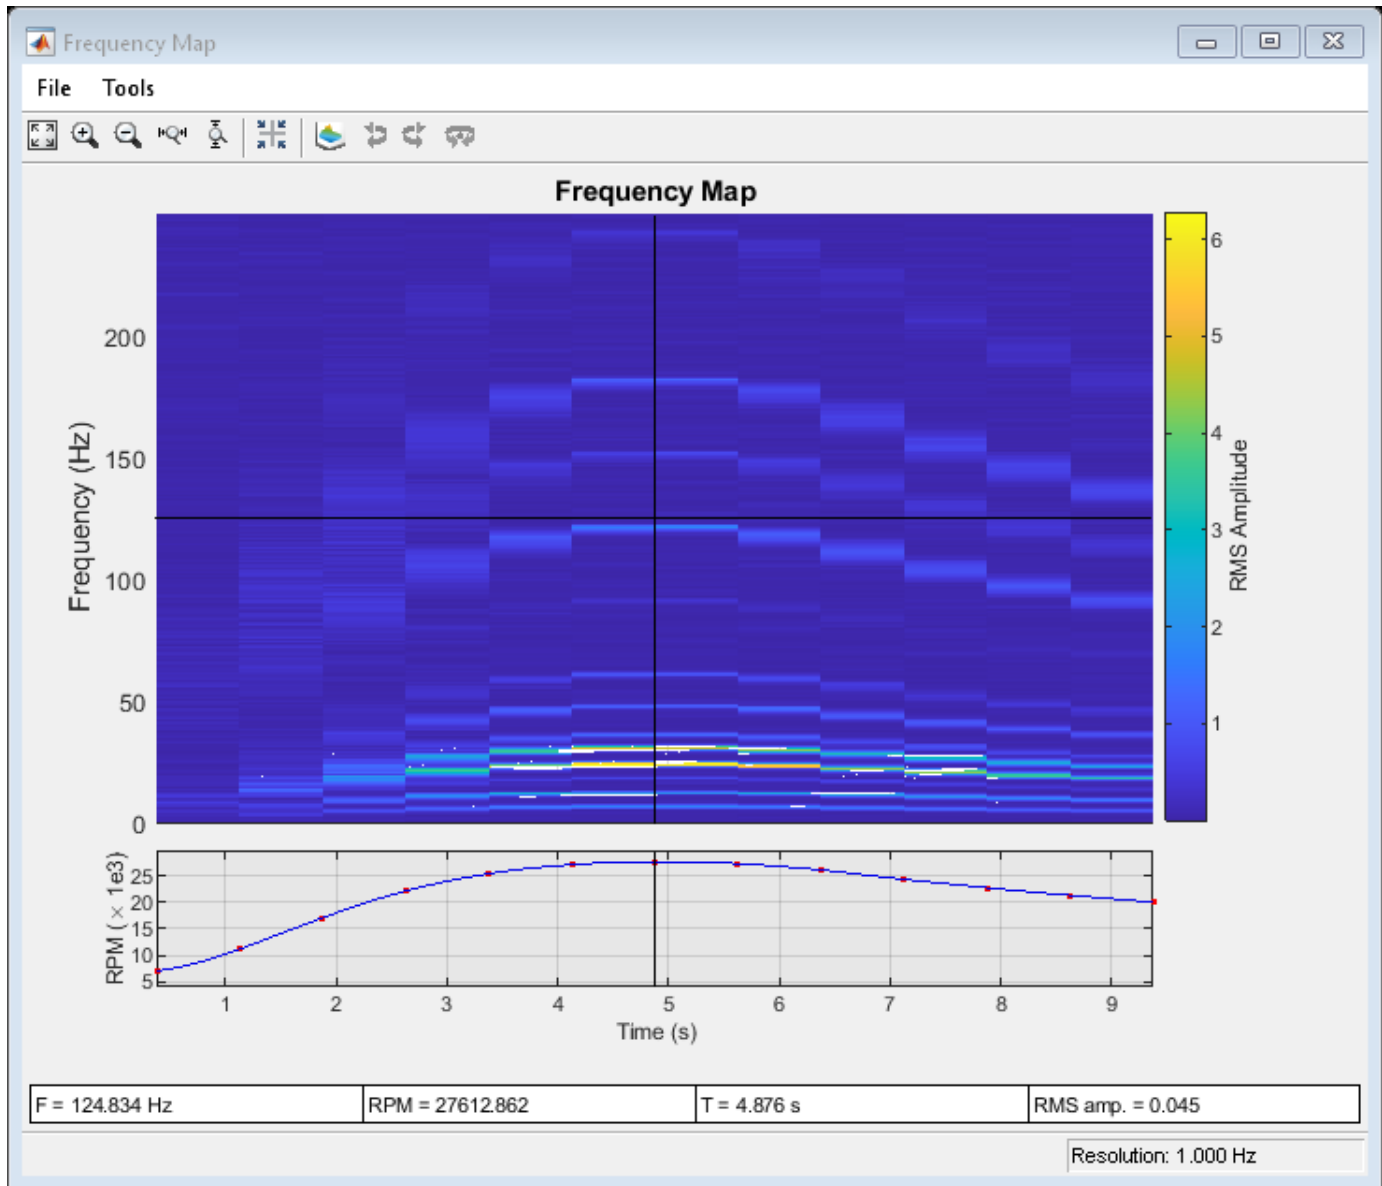 Frequency Map
File Tools
Frequency Map
Frequency (Hz)
200
150
100
50
0
6
5
4
3
2
1
RMS Amplitude
RPM ( × 1e3)
25
20
15
10
5
1 2 3 4 5 6 7 8 9
Time (s)
F = 124.834 Hz RPM = 27612.862 T = 4.876 s RMS amp. = 0.045
Resolution: 1.000 Hz